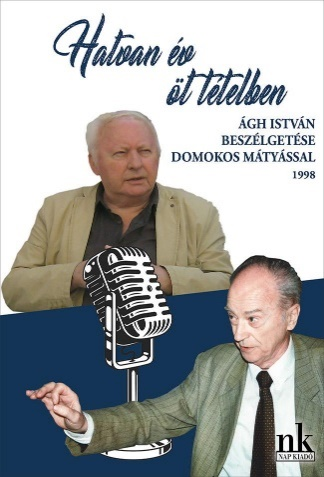 Hatvan év
öt tételben
ÁGH ISTVÁN
BESZÉLGETÉSE
DOMOKOS MÁTYÁSSAL
1998
nk
NAP KIADÓ